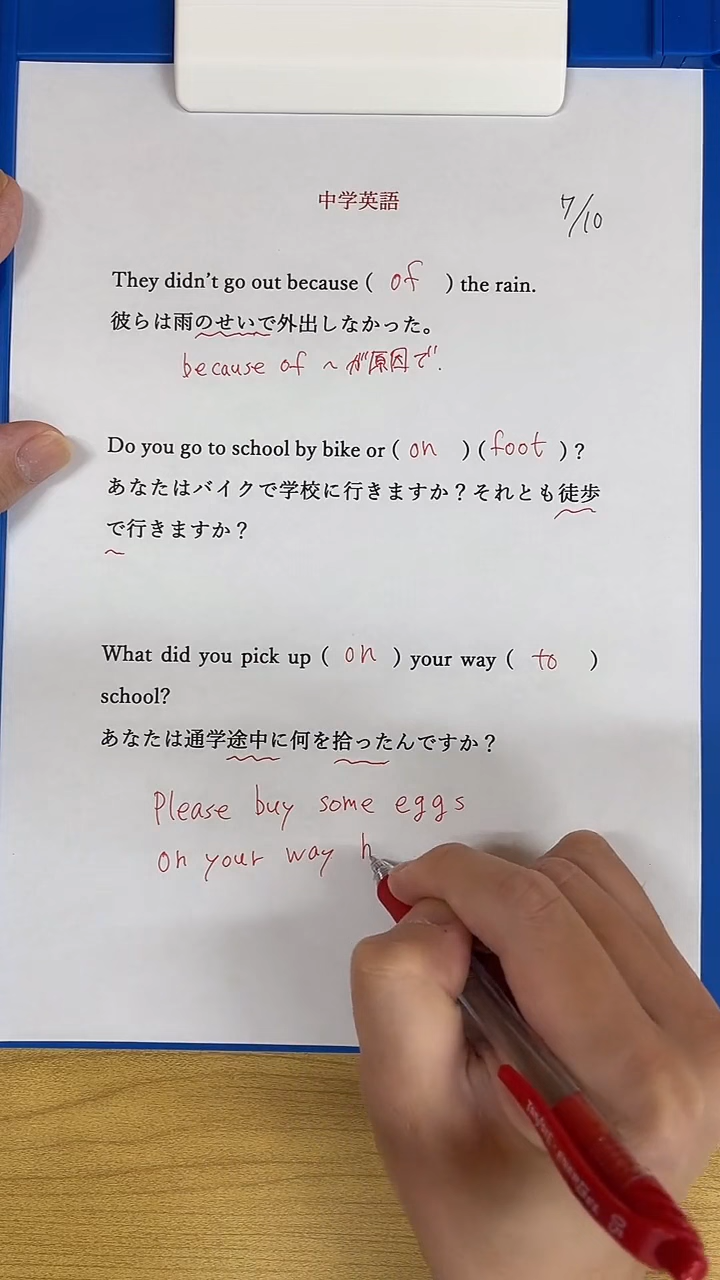 中学英語
7/10
They didn't go out because ( of ) the rain.
彼らは雨のせいで外出しなかった。
because of ~が原因で.
Do you go to school by bike or ( on ) ( foot ) ?
あなたはバイクで学校に行きますか？それとも徒歩
で行きますか？
What did you pick up ( on ) your way ( to )
school?
あなたは通学途中に何を拾ったんですか？
Please buy some eggs
on your way h